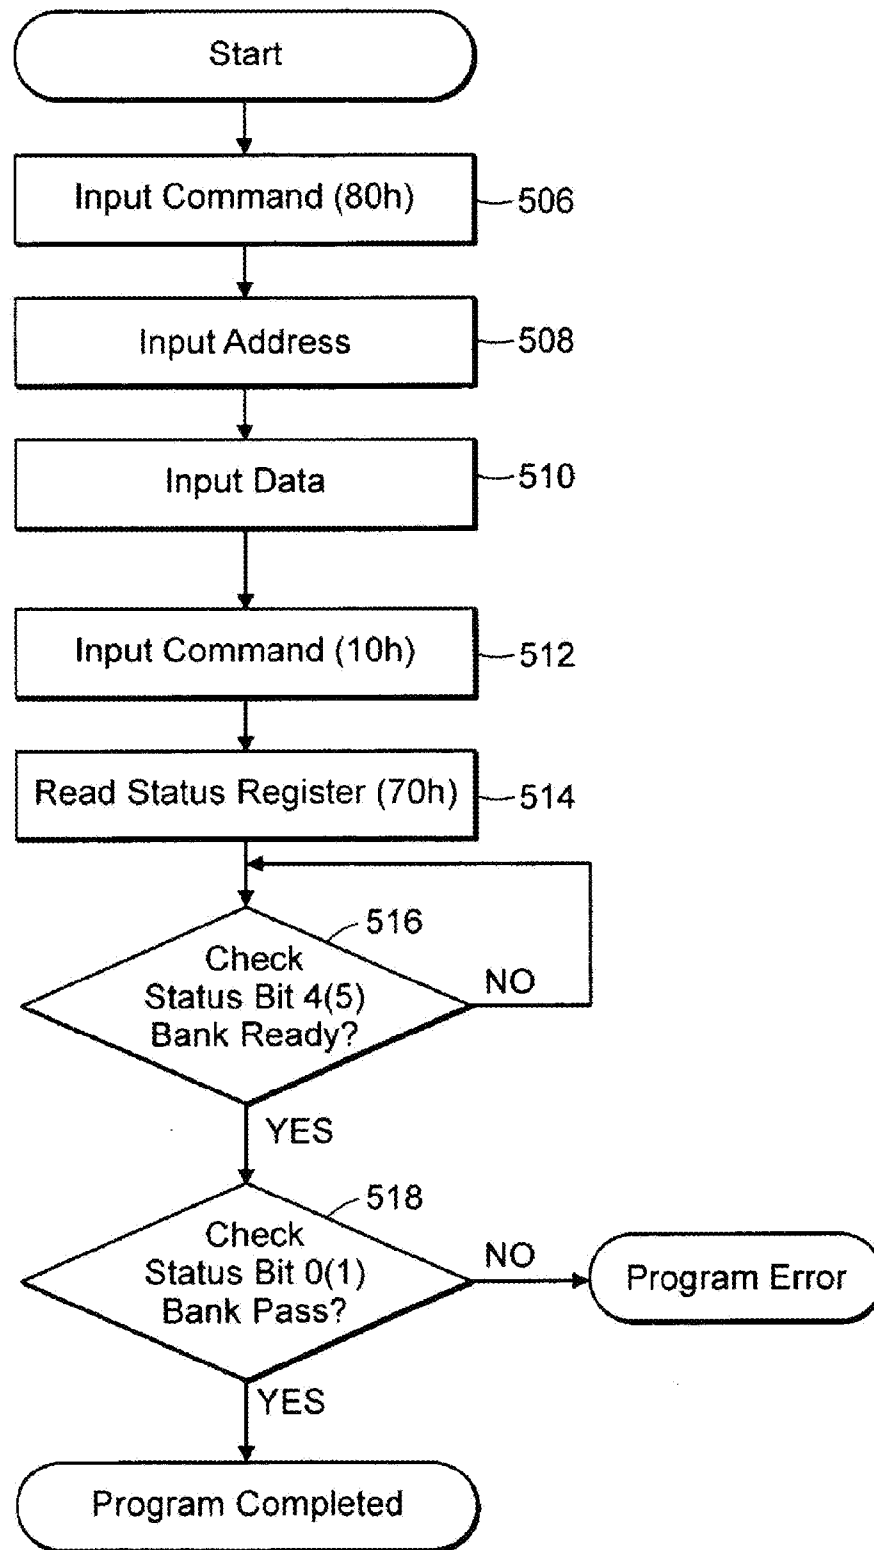 Start
Input Command (80h)
506
Input Address
508
Input Data
510
Input Command (10h)
512
Read Status Register (70h)
514
516
Check
Status Bit 4(5)
Bank Ready?
NO
YES
518
Check
Status Bit 0(1)
Bank Pass?
NO
Program Error
YES
Program Completed